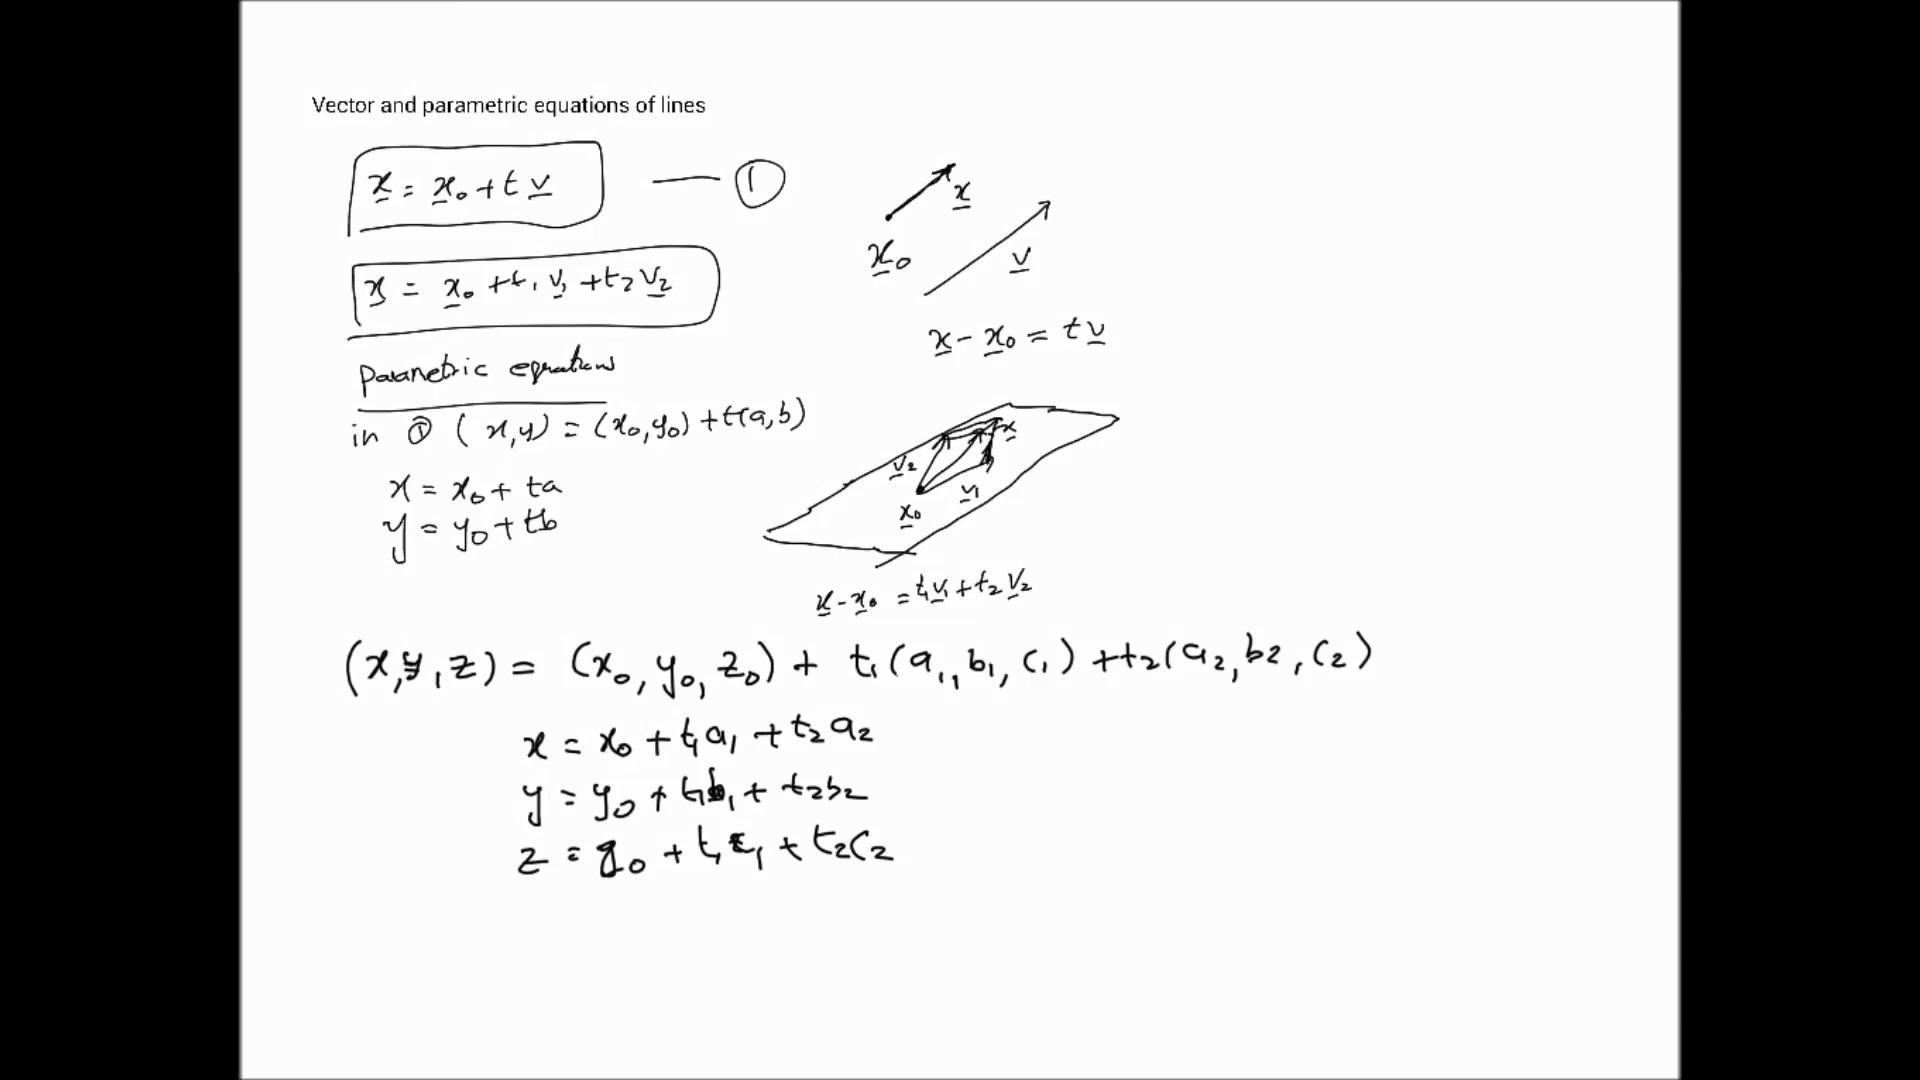 Vector and parametric equations of lines
x = x₀ + t v — ①
x = x₀ + t₁ v₁ + t₂ v₂
parametric equations
in ① (x,y) = (x₀,y₀) + t(a,b)
x = x₀ + ta
y = y₀ + tb
x
x₀
v
x - x₀ = t v
x
v₂
v₁
x₀
x - x₀ = t₁v₁ + t₂ v₂
(x,y,z) = (x₀, y₀, z₀) + t₁(a₁, b₁, c₁) + t₂(a₂, b₂, c₂)
x = x₀ + t₁a₁ + t₂a₂
y = y₀ + t₁b₁ + t₂b₂
z = z₀ + t₁c₁ + t₂c₂